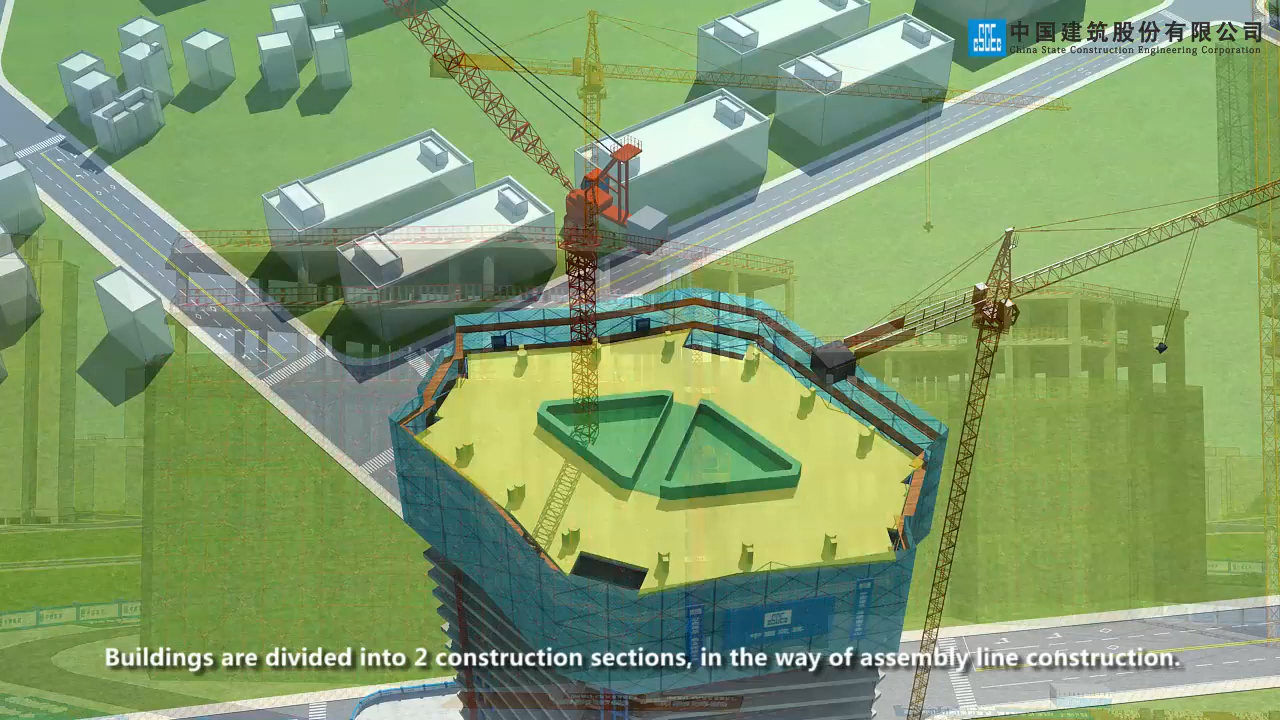 中国建筑股份有限公司
China State Construction Engineering Corporation
Buildings are divided into 2 construction sections, in the way of assembly line construction.